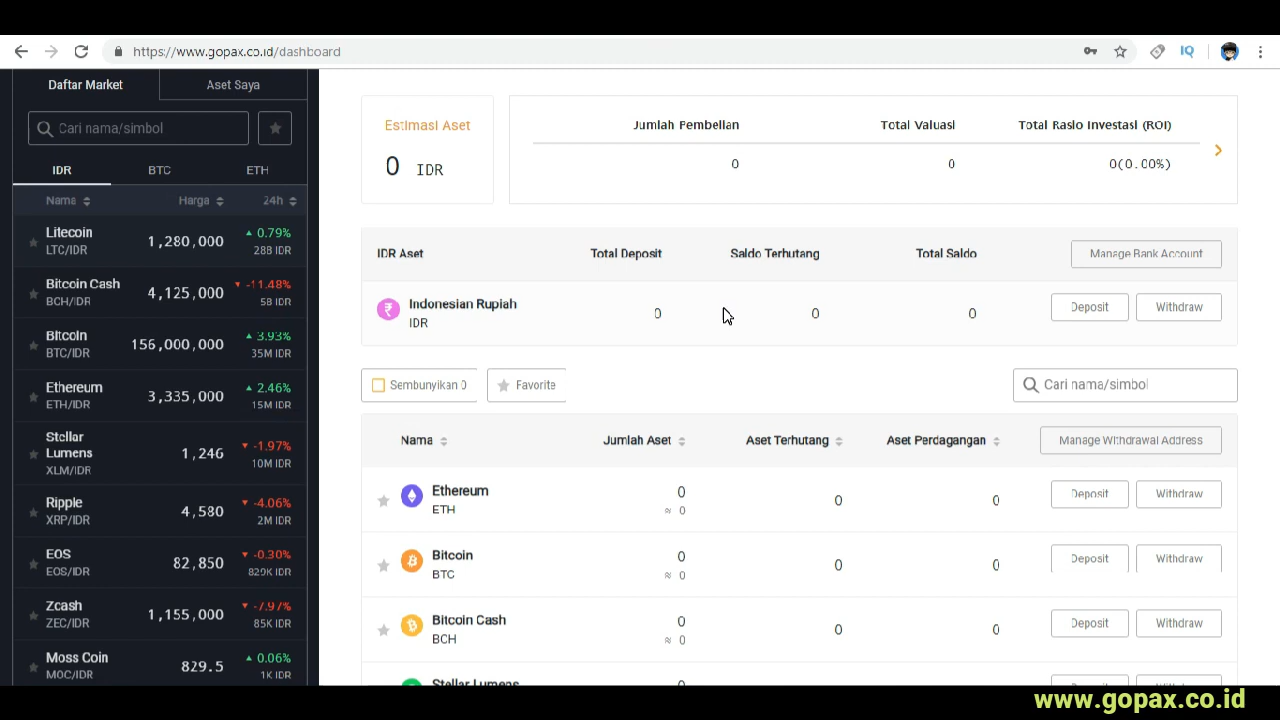 https://www.gopax.co.id/dashboard
IQ
Daftar Market
Aset Saya
Cari nama/simbol
IDR BTC ETH
Nama Harga 24h
Litecoin
LTC/IDR
1,280,000
0.79%
28B IDR
Bitcoin Cash
BCH/IDR
4,125,000
-11.48%
5B IDR
Bitcoin
BTC/IDR
156,000,000
3.93%
35M IDR
Ethereum
ETH/IDR
3,335,000
2.46%
15M IDR
Stellar
Lumens
XLM/IDR
1,246
-1.97%
10M IDR
Ripple
XRP/IDR
4,580
-4.06%
2M IDR
EOS
EOS/IDR
82,850
-0.30%
829K IDR
Zcash
ZEC/IDR
1,155,000
-7.97%
85K IDR
Moss Coin
MOC/IDR
829.5
0.06%
1K IDR
Estimasi Aset
0 IDR
Jumlah Pembelian Total Valuasi Total Rasio Investasi (ROI)
0 0 0(0.00%)
IDR Aset Total Deposit Saldo Terhutang Total Saldo Manage Bank Account
Indonesian Rupiah
IDR
0 0 0 Deposit Withdraw
Sembunyikan 0 Favorite Cari nama/simbol
Nama Jumlah Aset Aset Terhutang Aset Perdagangan Manage Withdrawal Address
Ethereum
ETH
0
≈ 0
0 0 Deposit Withdraw
Bitcoin
BTC
0
≈ 0
0 0 Deposit Withdraw
Bitcoin Cash
BCH
0
≈ 0
0 0 Deposit Withdraw
Stellar Lumens
0
www.gopax.co.id